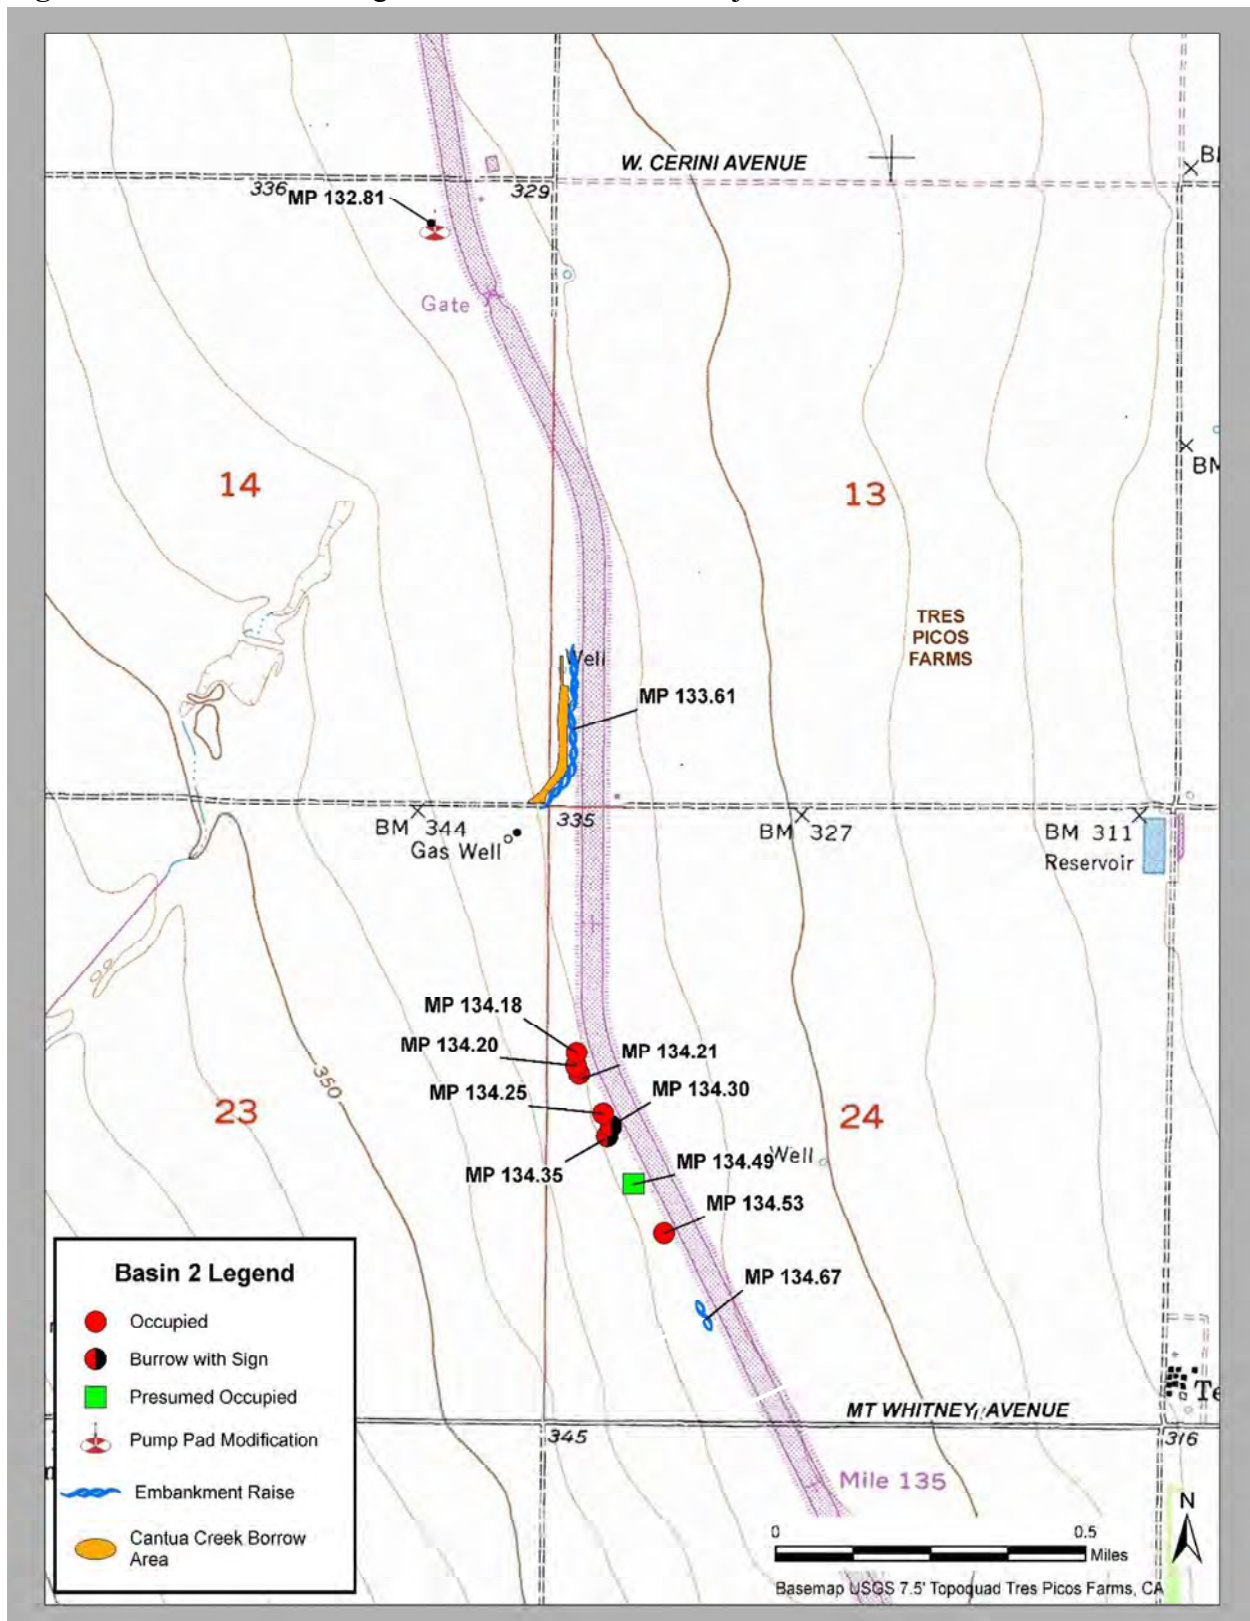 W. CERINI AVENUE
336
MP 132.81
329
Gate
14
13
BM
TRES
PICOS
FARMS
Well
MP 133.61
335
BM 344
Gas Well
BM 327
BM 311
Reservoir
MP 134.18
MP 134.20
MP 134.21
MP 134.25
MP 134.30
350
23
24
MP 134.35
MP 134.49
Well
MP 134.53
MP 134.67
Basin 2 Legend
Occupied
Burrow with Sign
Presumed Occupied
Pump Pad Modification
Embankment Raise
Cantua Creek Borrow
Area
Te
MT WHITNEY AVENUE
345
316
Mile 135
N
0 0.5
Miles
Basemap USGS 7.5' Topoquad Tres Picos Farms, CA